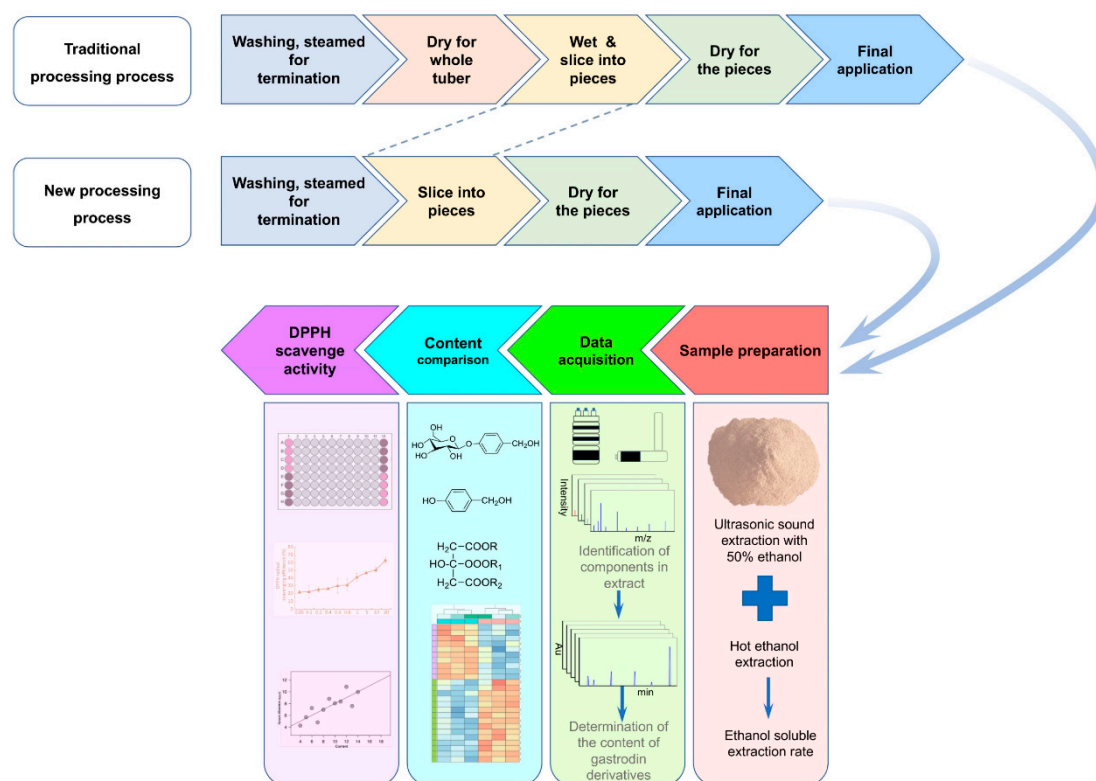 Traditional
processing process
Washing, steamed
for
termination
Dry for
whole
tuber
Wet &
slice into
pieces
Dry for
the pieces
Final
application
New processing
process
Washing, steamed
for
termination
Slice into
pieces
Dry for
the pieces
Final
application
DPPH
scavenge
activity
Content
comparison
Data
acquisition
Sample preparation
OH
HO
HO
OH
O
O
CH₂OH
HO
CH₂OH
H₂C—COOR
HO-C—OOOR₁
H₂C—COOR₂
Intensity
m/z
Identification of
components in
extract
Au
min
Determination of
the content of
gastrodin
derivatives
Ultrasonic sound
extraction with
50% ethanol
Hot ethanol
extraction
Ethanol soluble
extraction rate